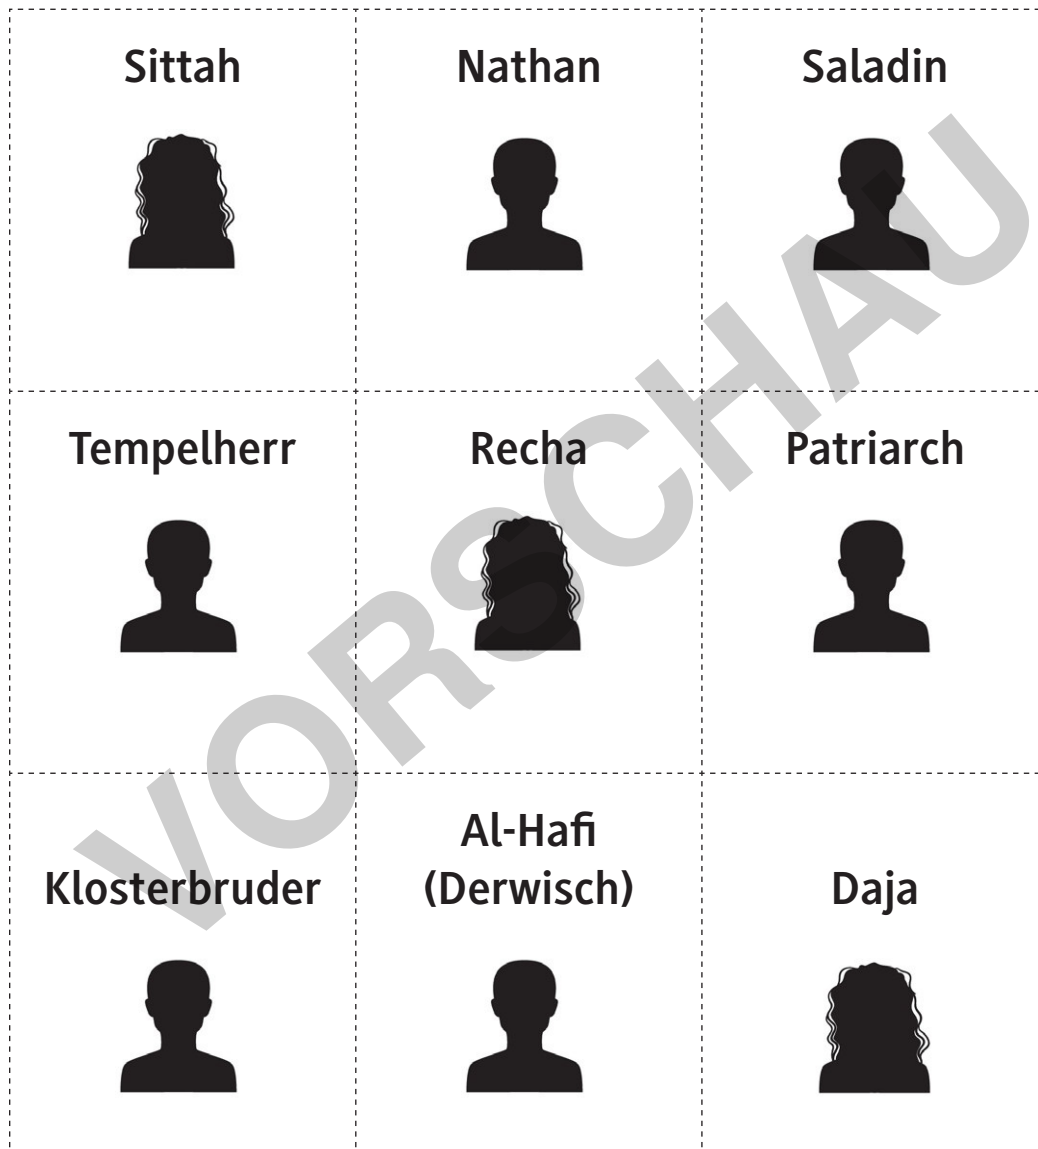 Sittah
Nathan
Saladin
Tempelherr
Recha
Patriarch
Klosterbruder
Al-Hafi
(Derwisch)
Daja
VORSCHAU